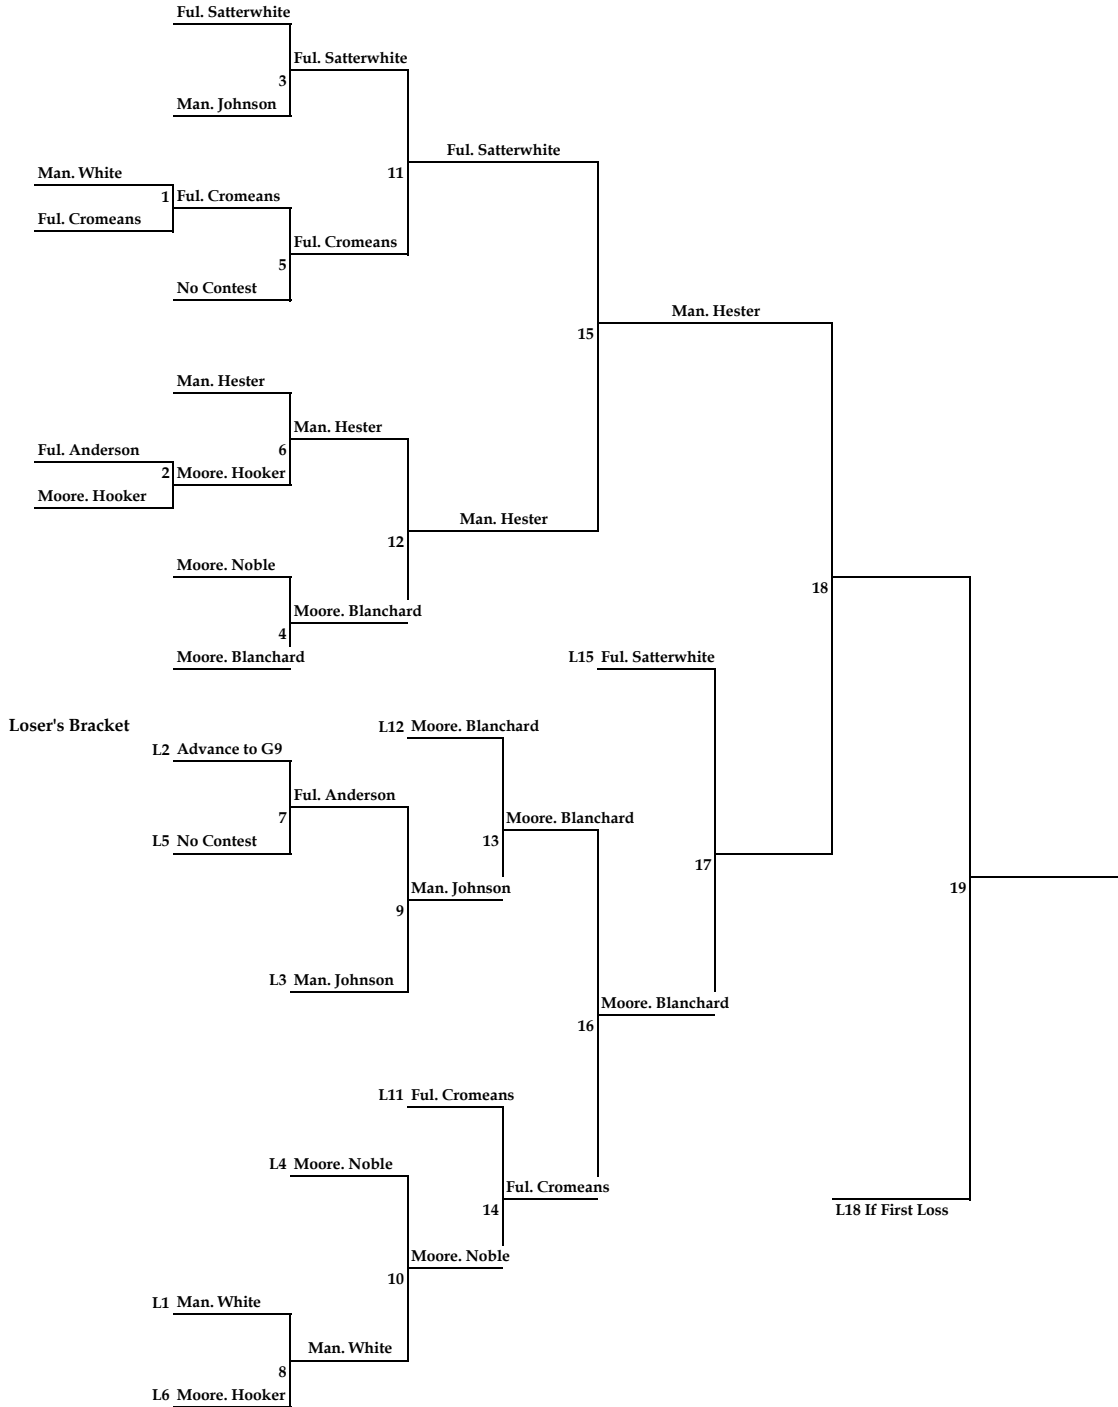 Ful. Satterwhite
Ful. Satterwhite
3
Man. Johnson
Ful. Satterwhite
Man. White
11
1 Ful. Cromeans
Ful. Cromeans
Ful. Cromeans
5
No Contest
Man. Hester
15
Man. Hester
Man. Hester
Ful. Anderson
6
2 Moore. Hooker
Moore. Hooker
Man. Hester
12
Moore. Noble
18
Moore. Blanchard
4
Moore. Blanchard
L15 Ful. Satterwhite
Loser's Bracket
L12 Moore. Blanchard
L2 Advance to G9
Ful. Anderson
7
Moore. Blanchard
L5 No Contest
13
17
Man. Johnson
19
9
L3 Man. Johnson
Moore. Blanchard
16
L11 Ful. Cromeans
L4 Moore. Noble
Ful. Cromeans
14
L18 If First Loss
Moore. Noble
10
L1 Man. White
Man. White
8
L6 Moore. Hooker